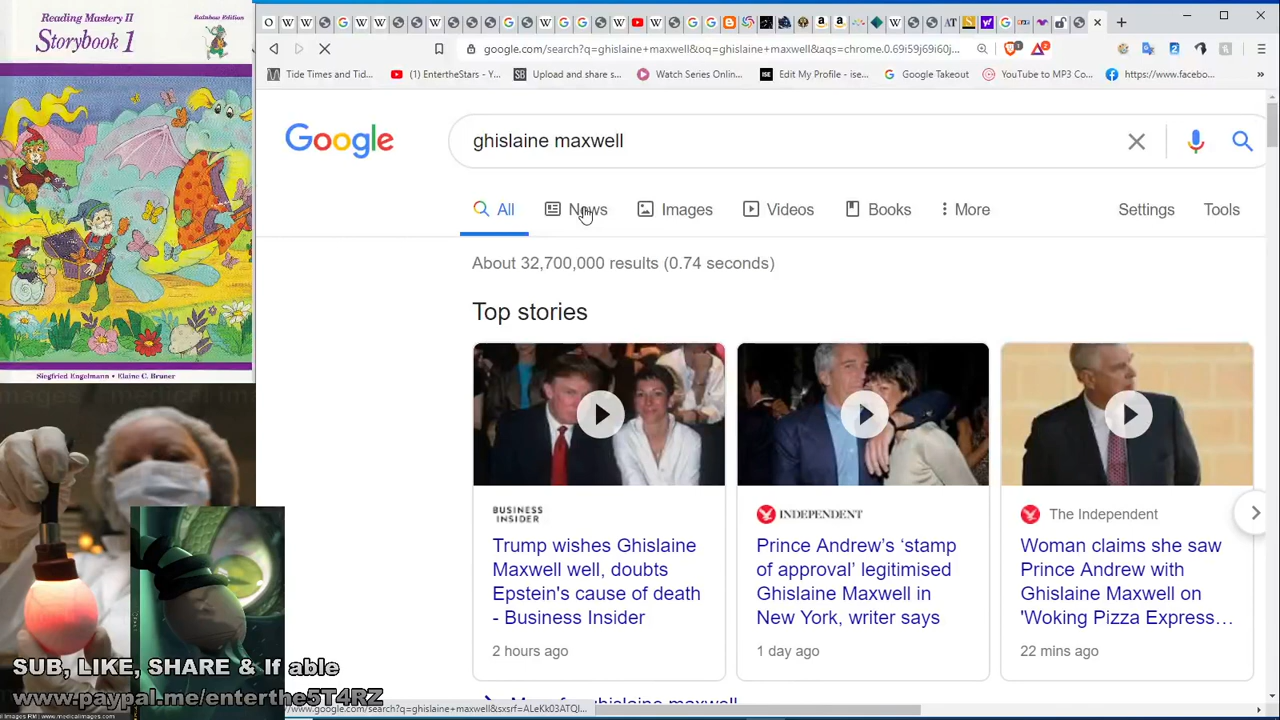 Reading Mastery II
Rainbow Edition
Storybook 1
Siegfried Engelmann • Elaine C. Bruner
SUB, LIKE, SHARE & If able
www.paypal.me/enterthe5T4RZ
google.com/search?q=ghislaine+maxwell&oq=ghislaine+maxwell&aqs=chrome.0.69i59j69i60j...
Tide Times and Tid...
(1) EntertheStars - Y...
Upload and share s...
Watch Series Onlin...
Edit My Profile - ise...
Google Takeout
YouTube to MP3 Co...
https://www.facebo...
Google
ghislaine maxwell
All
News
Images
Videos
Books
More
Settings
Tools
About 32,700,000 results (0.74 seconds)
Top stories
BUSINESS
INSIDER
Trump wishes Ghislaine
Maxwell well, doubts
Epstein's cause of death
- Business Insider
2 hours ago
INDEPENDENT
Prince Andrew’s ‘stamp
of approval’ legitimised
Ghislaine Maxwell in
New York, writer says
1 day ago
The Independent
Woman claims she saw
Prince Andrew with
Ghislaine Maxwell on
'Woking Pizza Express…
22 mins ago